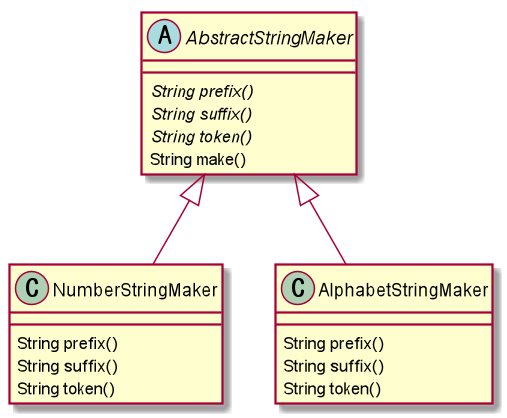 A AbstractStringMaker
String prefix()
String suffix()
String token()
String make()
C NumberStringMaker
String prefix()
String suffix()
String token()
C AlphabetStringMaker
String prefix()
String suffix()
String token()